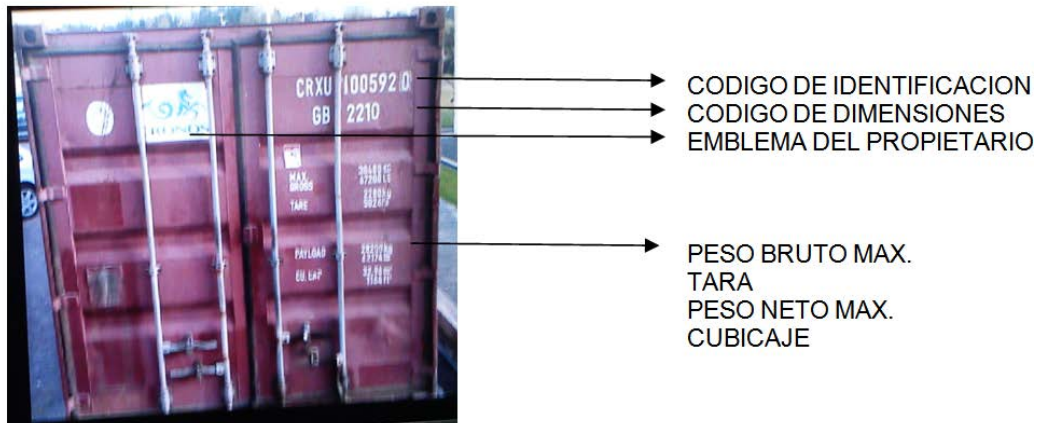 CRXU 100592 0
GB 2210
CRONOS
MAX.
GROSS
TARE
PAYLOAD
CU. CAP
CODIGO DE IDENTIFICACION
CODIGO DE DIMENSIONES
EMBLEMA DEL PROPIETARIO
PESO BRUTO MAX.
TARA
PESO NETO MAX.
CUBICAJE